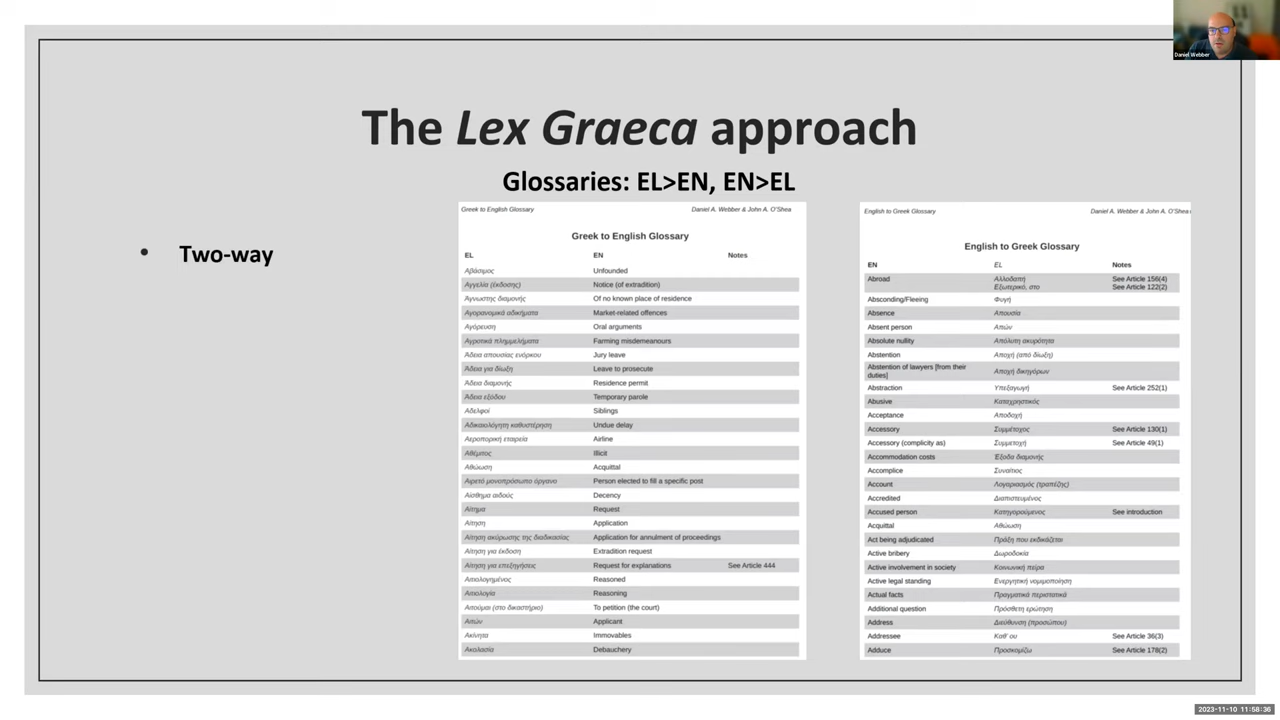 Daniel Webber
The Lex Graeca approach
Glossaries: EL>EN, EN>EL
• Two-way
Greek to English Glossary Daniel A. Webber & John A. O'Shea
Greek to English Glossary
EL EN Notes
Αβάσιμος Unfounded
Αγγελία (έκδοσης) Notice (of extradition)
Άγνωστης διαμονής Of no known place of residence
Αγορανομικά αδικήματα Market-related offences
Αγόρευση Oral arguments
Αγροτικά πλημμελήματα Farming misdemeanours
Άδεια απουσίας ενόρκου Jury leave
Άδεια για δίωξη Leave to prosecute
Άδεια διαμονής Residence permit
Άδεια εξόδου Temporary parole
Αδελφοί Siblings
Αδικαιολόγητη καθυστέρηση Undue delay
Αεροπορική εταιρεία Airline
Αθέμιτος Illicit
Αθώωση Acquittal
Αιρετό μονοπρόσωπο όργανο Person elected to fill a specific post
Αίσθημα αιδούς Decency
Αίτημα Request
Αίτηση Application
Αίτηση ακύρωσης της διαδικασίας Application for annulment of proceedings
Αίτηση για έκδοση Extradition request
Αίτηση για επεξηγήσεις Request for explanations See Article 444
Αιτιολογημένος Reasoned
Αιτιολογία Reasoning
Αιτούμαι (στο δικαστήριο) To petition (the court)
Αιτών Applicant
Ακίνητα Immovables
Ακολασία Debauchery
English to Greek Glossary Daniel A. Webber & John A. O'Shea
English to Greek Glossary
EN EL Notes
Abroad Αλλοδαπή See Article 156(4)
Εξωτερικό, στο See Article 122(2)
Absconding/Fleeing Φυγή
Absence Απουσία
Absent person Απών
Absolute nullity Απόλυτη ακυρότητα
Abstention Αποχή (από δίωξη)
Abstention of lawyers [from their
duties] Αποχή δικηγόρων
Abstraction Υπεξαγωγή See Article 252(1)
Abusive Καταχρηστικός
Acceptance Αποδοχή
Accessory Συμμέτοχος See Article 130(1)
Accessory (complicity as) Συμμετοχή See Article 49(1)
Accommodation costs Έξοδα διαμονής
Accomplice Συναίτιος
Account Λογαριασμός (τραπέζης)
Accredited Διαπιστευμένος
Accused person Κατηγορούμενος See introduction
Acquittal Αθώωση
Act being adjudicated Πράξη που εκδικάζεται
Active bribery Δωροδοκία
Active involvement in society Κοινωνική πείρα
Active legal standing Ενεργητική νομιμοποίηση
Actual facts Πραγματικά περιστατικά
Additional question Πρόσθετη ερώτηση
Address Διεύθυνση (προσώπου)
Addressee Καθ' ου See Article 36(3)
Adduce Προσκομίζω See Article 178(2)
2023-11-10 11:58:36